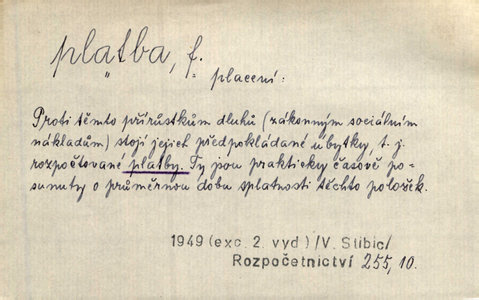 platba, f.
placení:
Proti těmto přírůstkům dluhů (zákonným sociálním
nákladům) stojí jejich předpokládané úbytky, t. j.
rozpočtované platby. Ty jsou prakticky časově po-
sunuty o průměrnou dobu splatnosti těchto položek.
1949 (exc. 2. vyd) /V. Stibic/
Rozpočetnictví 255, 10.